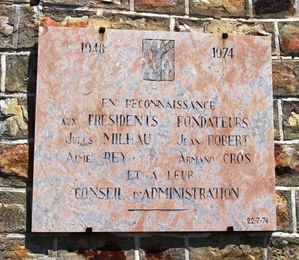 1948 1974
EN RECONNAISSANCE
AUX PRESIDENTS FONDATEURS
JULES MILHAU JEAN ROBERT
AIME REY ARMAND CROS
ET A LEUR
CONSEIL D'ADMINISTRATION
22-7-74